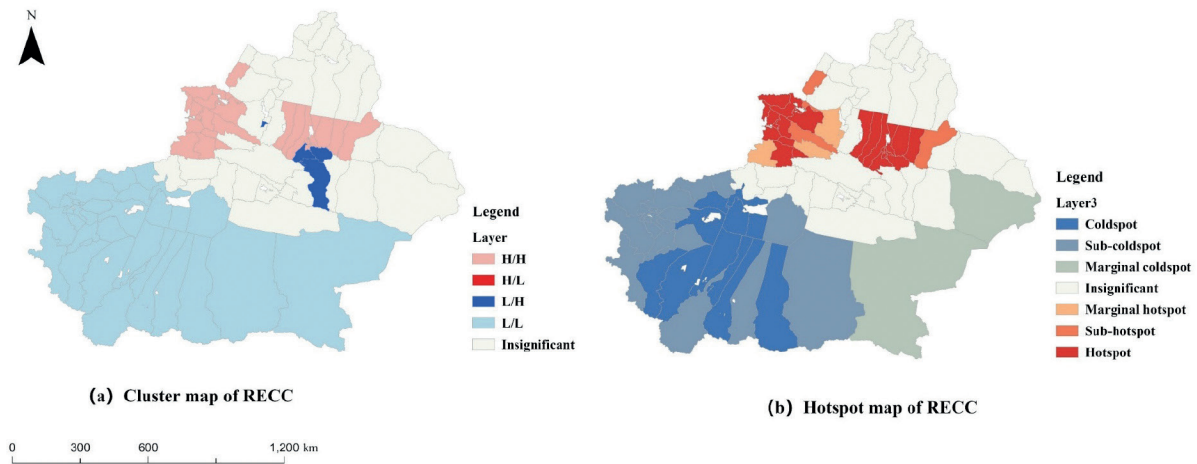 N
Legend
Layer
H/H
H/L
L/H
L/L
Insignificant
(a) Cluster map of RECC
0 300 600 1,200 km
Legend
Layer3
Coldspot
Sub-coldspot
Marginal coldspot
Insignificant
Marginal hotspot
Sub-hotspot
Hotspot
(b) Hotspot map of RECC